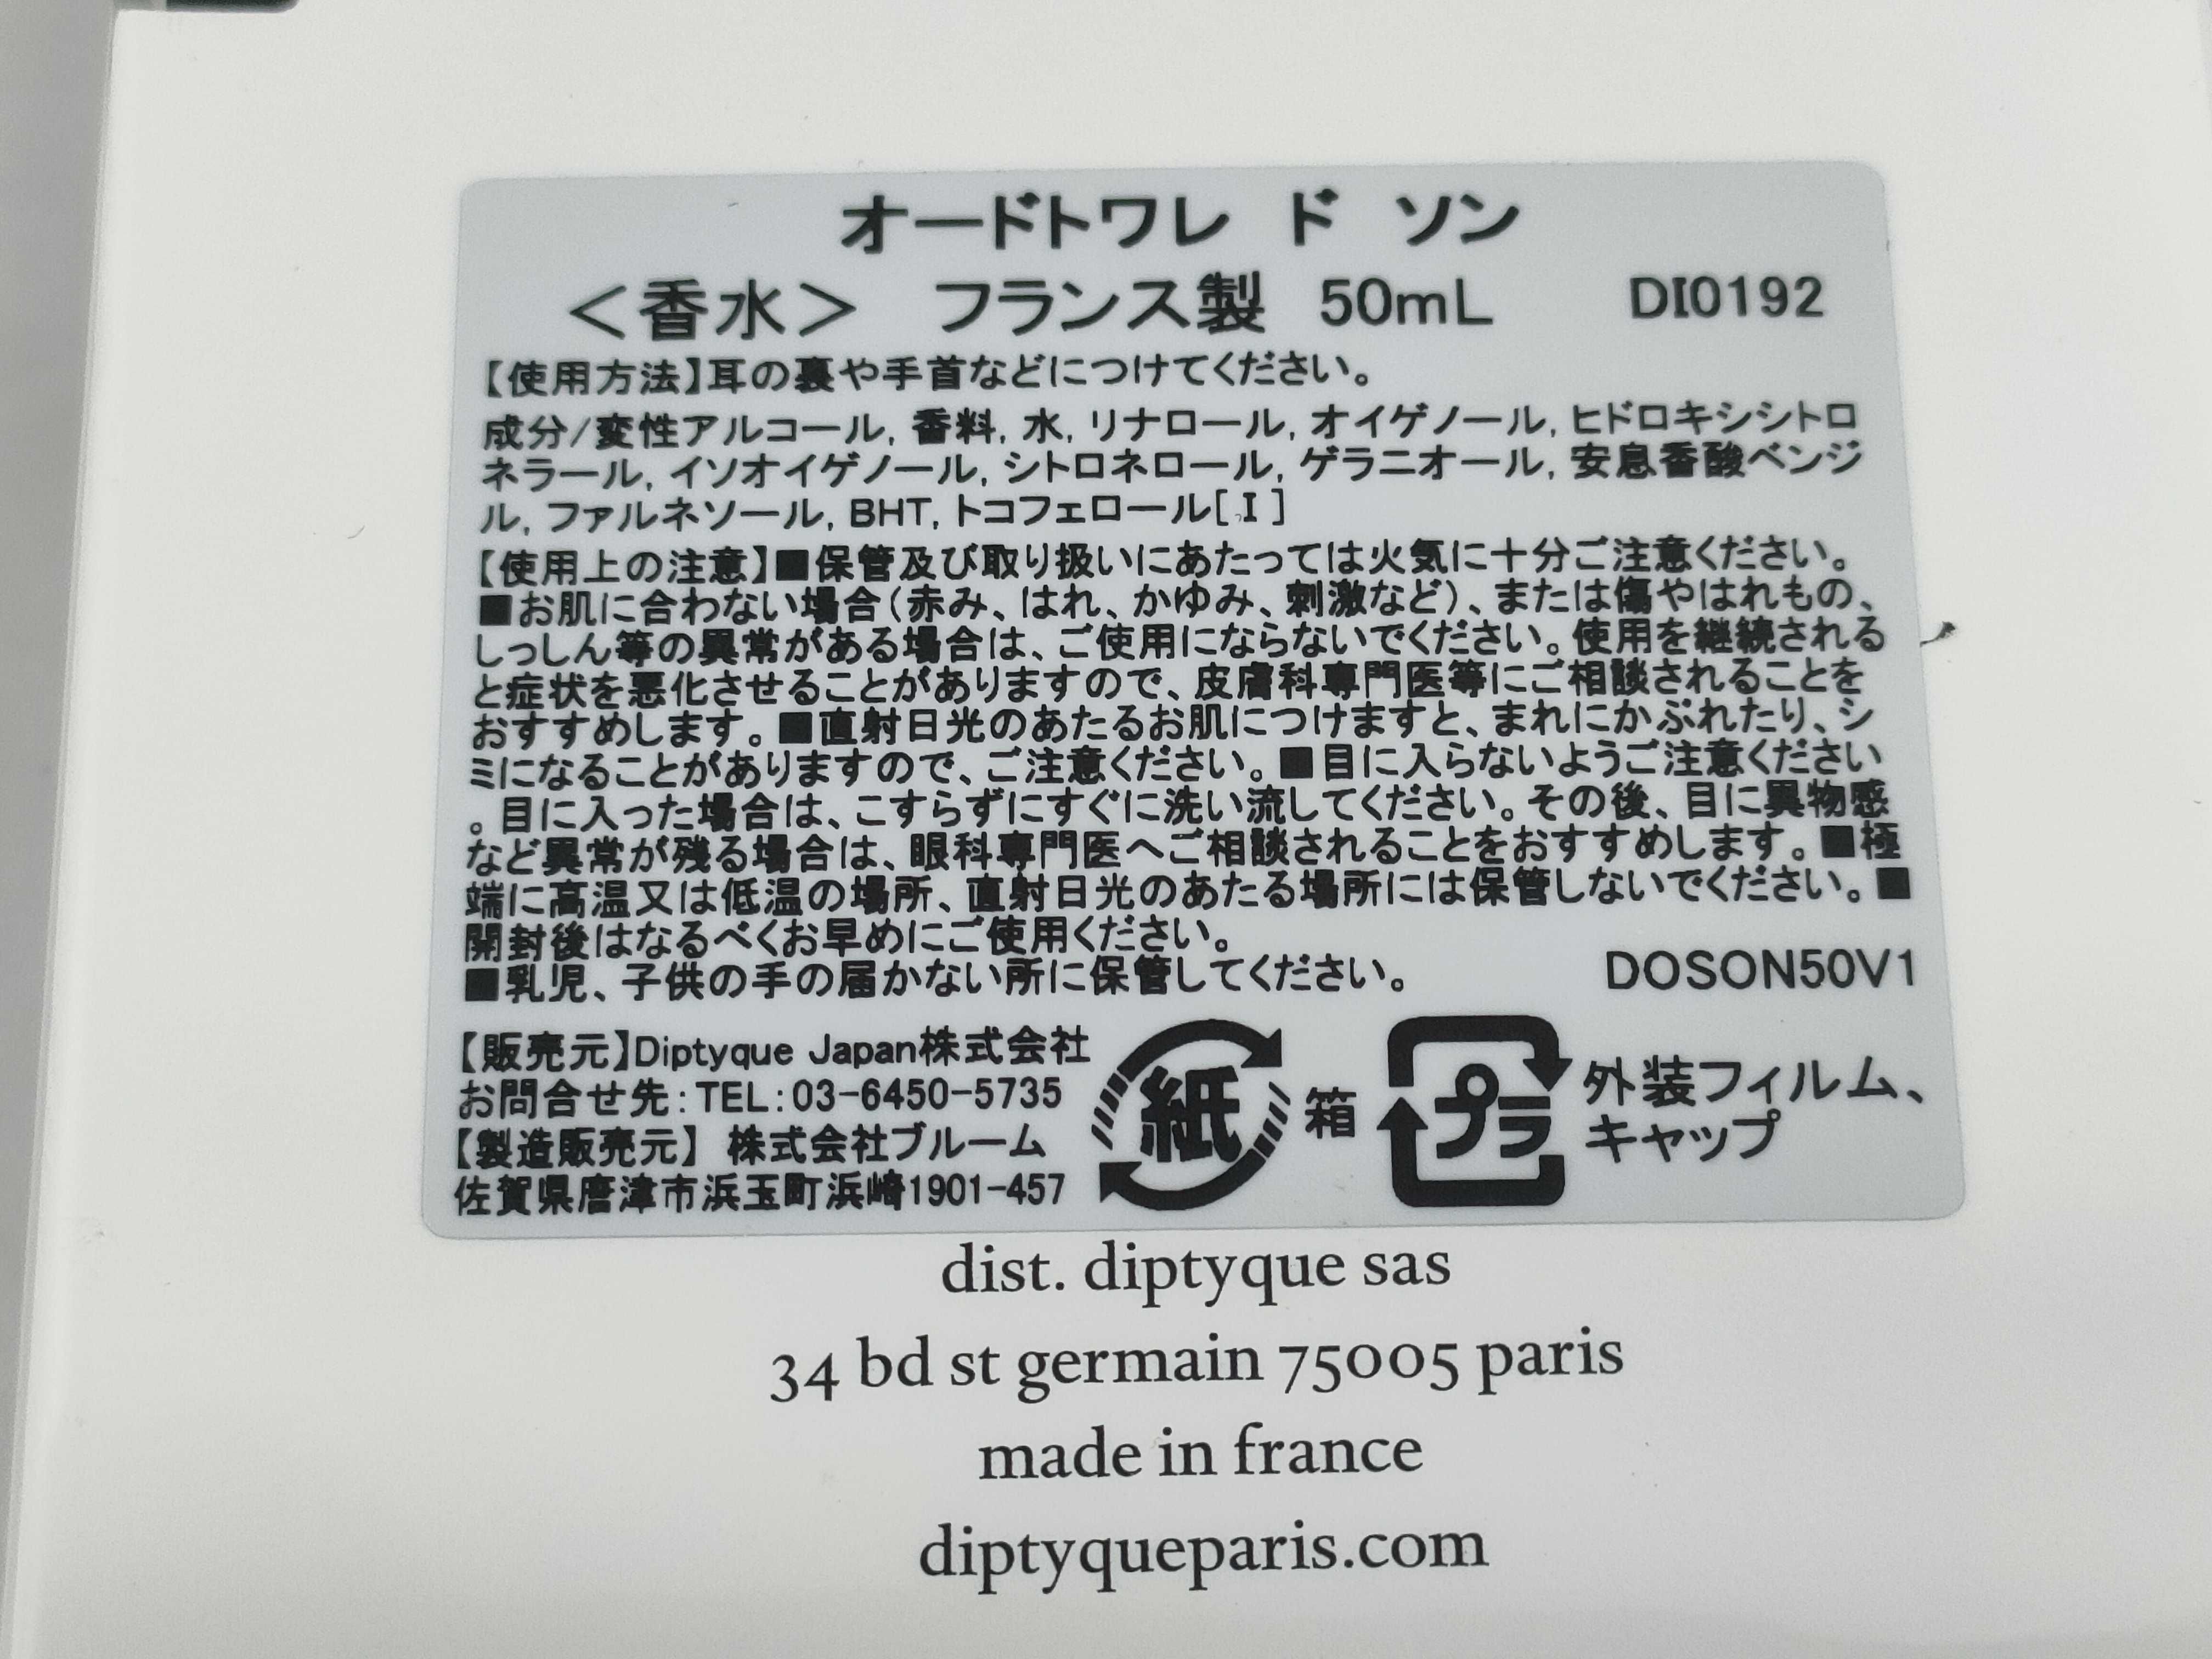 オードトワレ ド ソン
＜香水＞ フランス製 50mL DI0192
【使用方法】耳の裏や手首などにつけてください。
成分/変性アルコール, 香料, 水, リナロール, オイゲノール, ヒドロキシシトロ
ネラール, イソオイゲノール, シトロネロール, ゲラニオール, 安息香酸ベンジ
ル, ファルネソール, BHT, トコフェロール[I]
【使用上の注意】■保管及び取り扱いにあたっては火気に十分ご注意ください。
■お肌に合わない場合(赤み、はれ、かゆみ、刺激など)、または傷やはれもの、
しっしん等の異常がある場合は、ご使用にならないでください。使用を継続される
と症状を悪化させることがありますので、皮膚科専門医等にご相談されることを
おすすめします。■直射日光のあたるお肌につけますと、まれにかぶれたり、シ
ミになることがありますので、ご注意ください。■目に入らないようご注意ください
。目に入った場合は、こすらずにすぐに洗い流してください。その後、目に異物感
など異常が残る場合は、眼科専門医へご相談されることをおすすめします。■極
端に高温又は低温の場所、直射日光のあたる場所には保管しないでください。■
開封後はなるべくお早めにご使用ください。
■乳児、子供の手の届かない所に保管してください。 DOSON50V1
【販売元】Diptyque Japan株式会社
お問合せ先:TEL:03-6450-5735
【製造販売元】 株式会社ブルーム
佐賀県唐津市浜玉町浜崎1901-457
紙 箱
プラ 外装フィルム、
キャップ
dist. diptyque sas
34 bd st germain 75005 paris
made in france
diptyqueparis.com